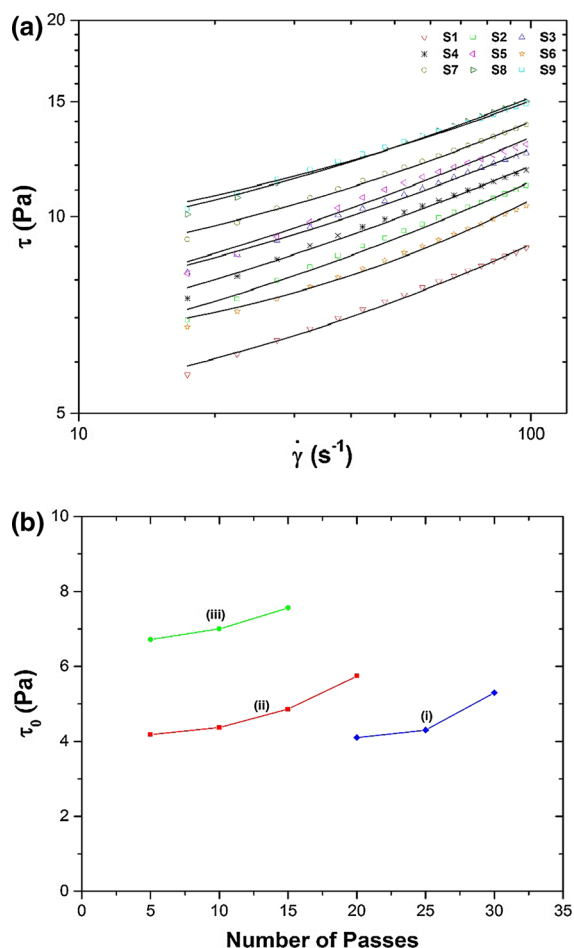 (a)
20
15
10
5
τ (Pa)
S1 S2 S3
S4 S5 S6
S7 S8 S9
10 100
γ̇ (s⁻¹)
(b)
10
8
6
4
2
0
τ₀ (Pa)
(iii)
(ii)
(i)
0 5 10 15 20 25 30 35
Number of Passes